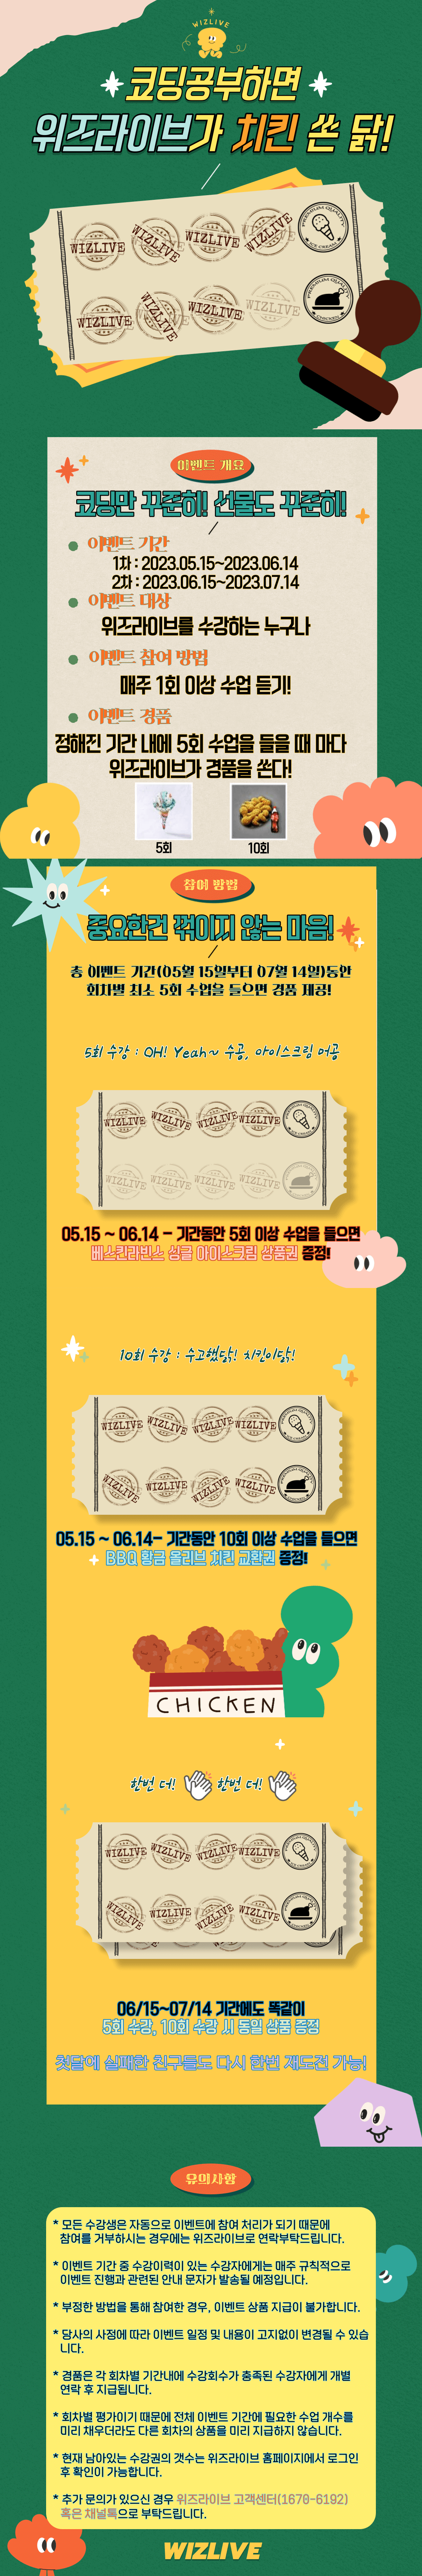 WIZLIVE
코딩공부하면
위즈라이브가 치킨 쏜 닭!
WIZLIVE WIZLIVE WIZLIVE WIZLIVE
PREMIUM QUALITY ICE CREAM
WIZLIVE WIZLIVE WIZLIVE WIZLIVE
PREMIUM QUALITY CHICKEN
이벤트 개요
코딩만 꾸준히! 선물도 꾸준히!
이벤트 기간
1차 : 2023.05.15~2023.06.14
2차 : 2023.06.15~2023.07.14
이벤트 대상
위즈라이브를 수강하는 누구나
이벤트 참여 방법
매주 1회 이상 수업 듣기!
이벤트 경품
정해진 기간 내에 5회 수업을 들을 때 마다
위즈라이브가 경품을 쏜다!
5회 10회
참여 방법
중요한건 꺾이지 않는 마음!
총 이벤트 기간(05월 15일부터 07월 14일)동안
회차별 최소 5회 수업을 들으면 경품 제공!
5회 수강 : OH! Yeah~ 수공, 아이스크림 머공
WIZLIVE WIZLIVE WIZLIVE WIZLIVE
WIZLIVE WIZLIVE WIZLIVE WIZLIVE
05.15 ~ 06.14 - 기간동안 5회 이상 수업을 들으면
베스킨라빈스 싱글 아이스크림 상품권 증정!
10회 수강 : 수고했닭! 치킨이닭!
WIZLIVE WIZLIVE WIZLIVE WIZLIVE
WIZLIVE WIZLIVE WIZLIVE WIZLIVE
05.15 ~ 06.14- 기간동안 10회 이상 수업을 들으면
BBQ 황금 올리브 치킨 교환권 증정!
CHICKEN
한번 더! 한번 더!
WIZLIVE WIZLIVE WIZLIVE WIZLIVE
WIZLIVE WIZLIVE WIZLIVE WIZLIVE
06/15~07/14 기간에도 똑같이
5회 수강, 10회 수강 시 동일 상품 증정
첫달에 실패한 친구들도 다시 한번 재도전 가능!
유의사항
* 모든 수강생은 자동으로 이벤트에 참여 처리가 되기 때문에
참여를 거부하시는 경우에는 위즈라이브로 연락부탁드립니다.
* 이벤트 기간 중 수강이력이 있는 수강자에게는 매주 규칙적으로
이벤트 진행과 관련된 안내 문자가 발송될 예정입니다.
* 부정한 방법을 통해 참여한 경우, 이벤트 상품 지급이 불가합니다.
* 당사의 사정에 따라 이벤트 일정 및 내용이 고지없이 변경될 수 있습
니다.
* 경품은 각 회차별 기간내에 수강회수가 충족된 수강자에게 개별
연락 후 지급됩니다.
* 회차별 평가이기 때문에 전체 이벤트 기간에 필요한 수업 개수를
미리 채우더라도 다른 회차의 상품을 미리 지급하지 않습니다.
* 현재 남아있는 수강권의 갯수는 위즈라이브 홈페이지에서 로그인
후 확인이 가능합니다.
* 추가 문의가 있으신 경우 위즈라이브 고객센터(1670-6192)
혹은 채널톡으로 부탁드립니다.
WIZLIVE